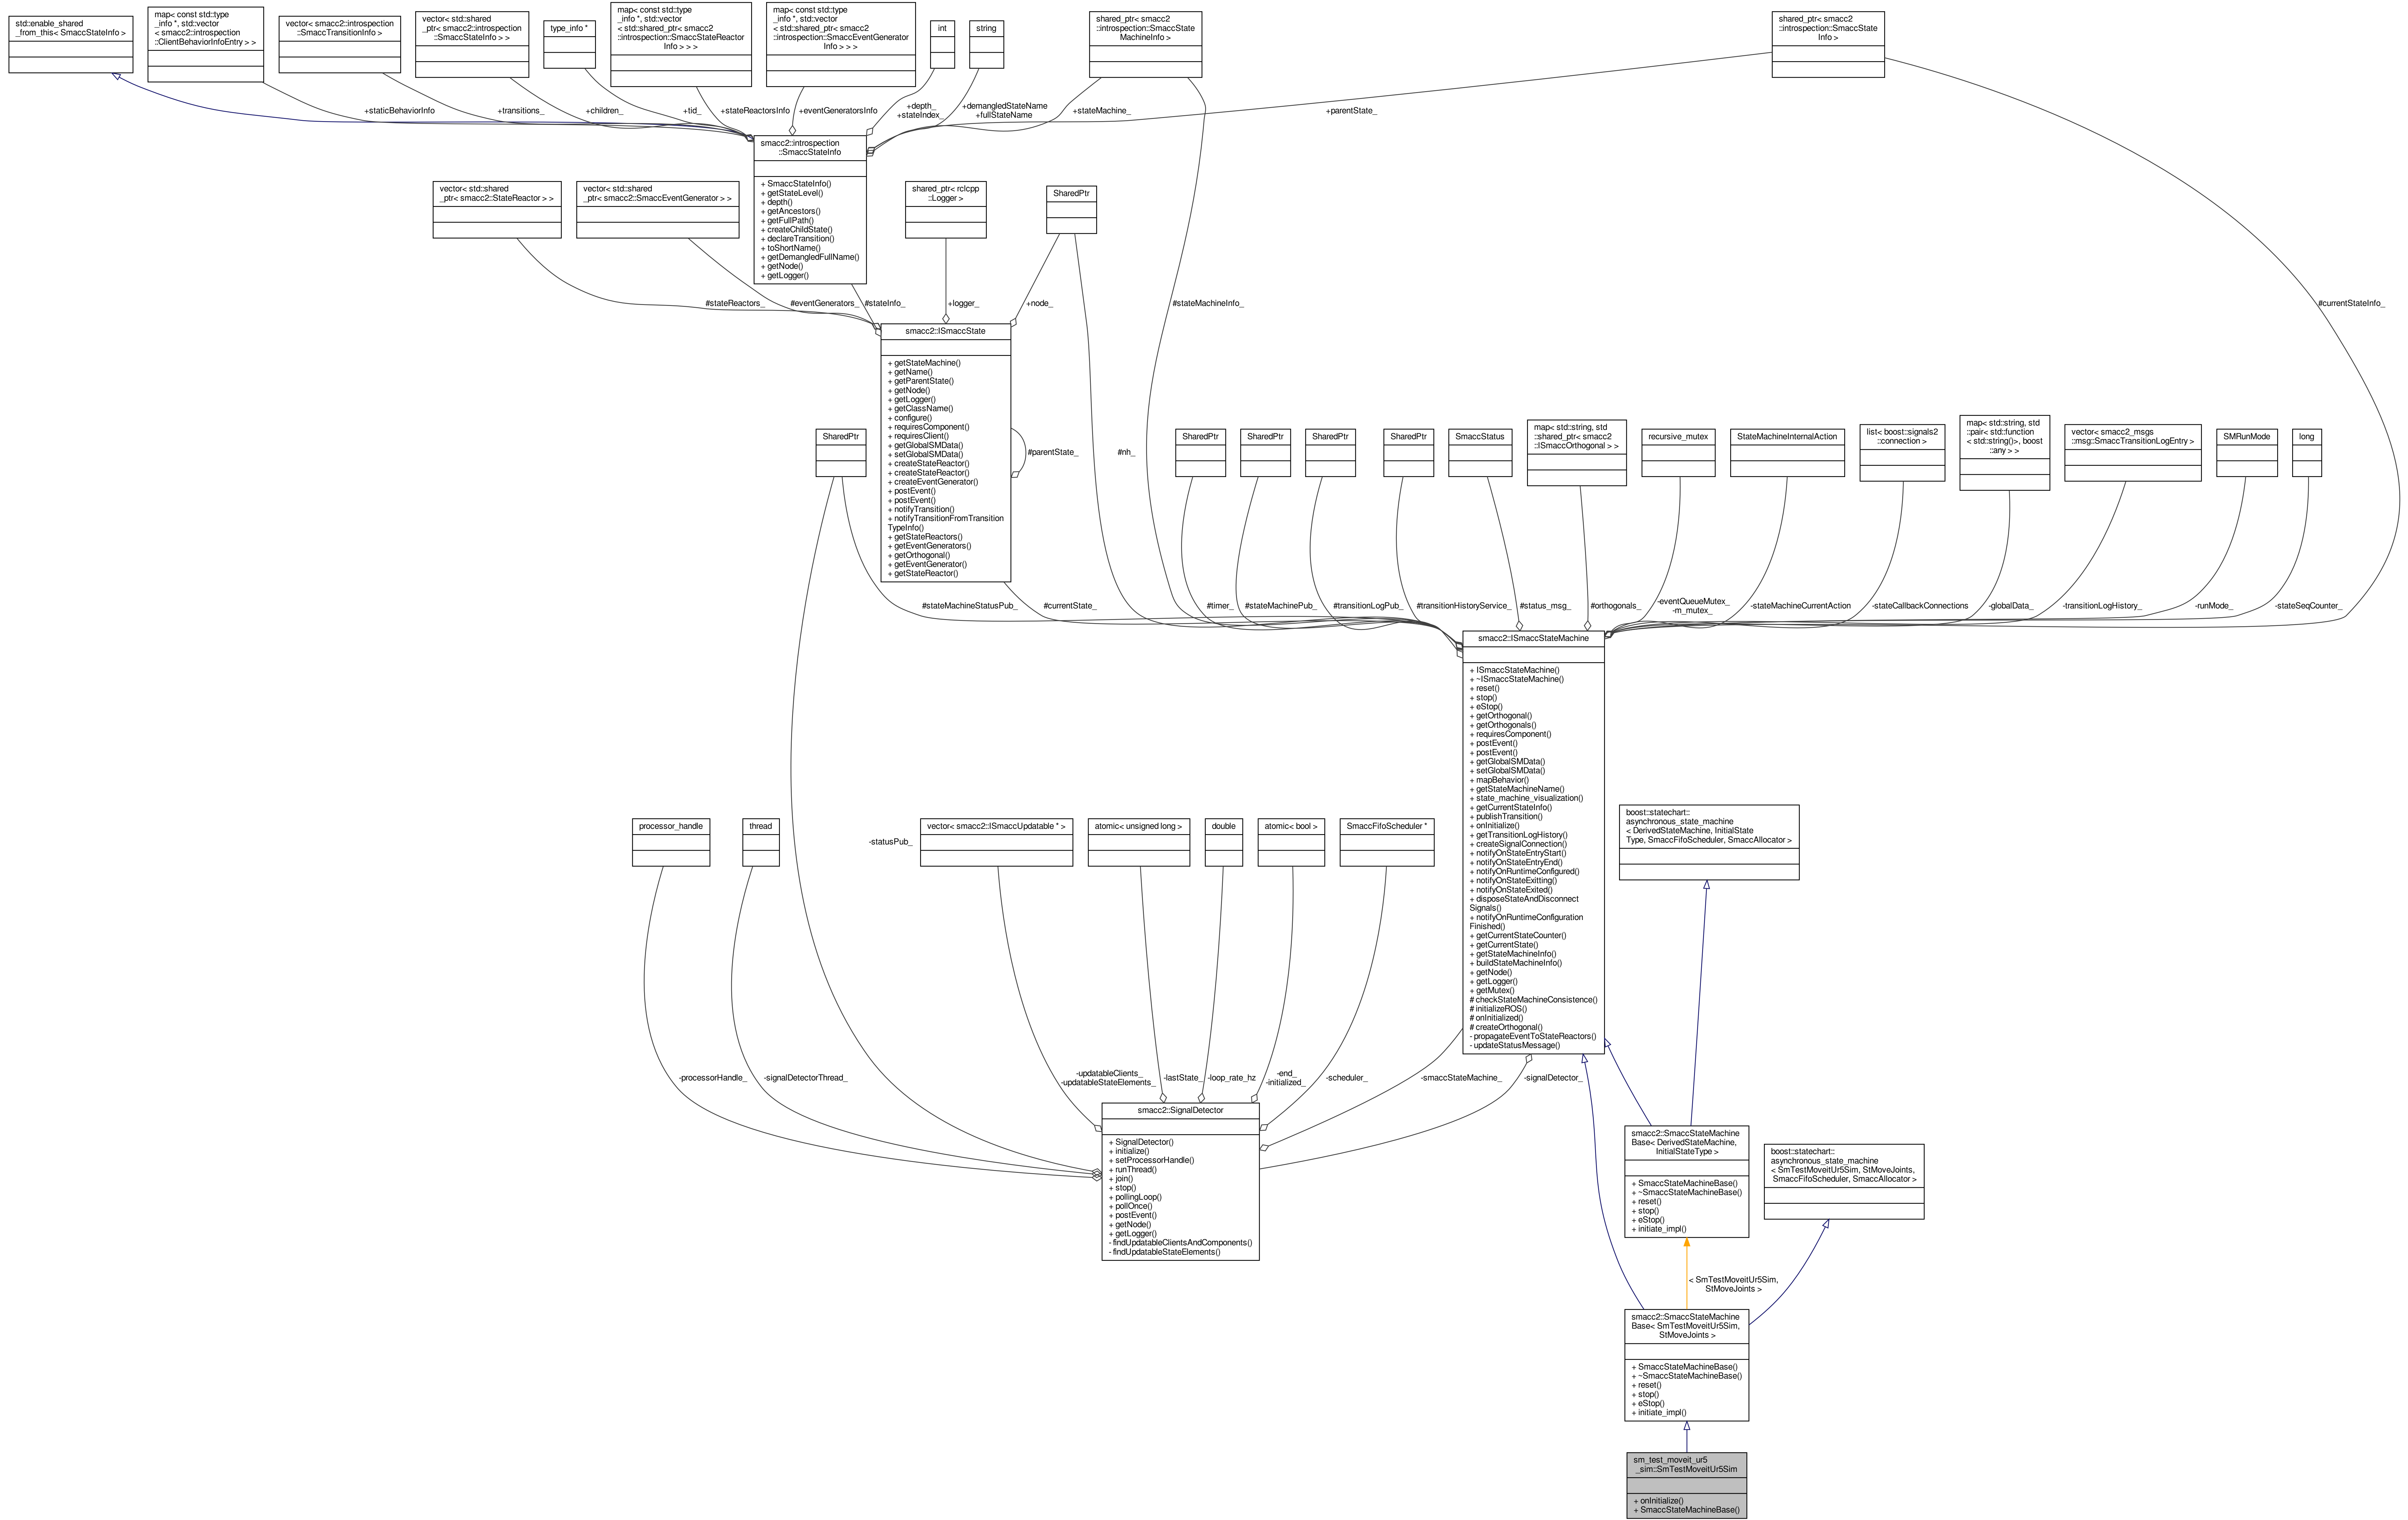 std::enable_shared
_from_this< SmaccStateInfo >
map< const std::type
_info *, std::vector
< smacc2::introspection
::ClientBehaviorInfoEntry > >
vector< smacc2::introspection
::SmaccTransitionInfo >
vector< std::shared
_ptr< smacc2::introspection
::SmaccStateInfo > >
type_info *
map< const std::type
_info *, std::vector
< std::shared_ptr< smacc2
::introspection::SmaccStateReactor
Info > > >
map< const std::type
_info *, std::vector
< std::shared_ptr< smacc2
::introspection::SmaccEventGenerator
Info > > >
int
string
shared_ptr< smacc2
::introspection::SmaccState
MachineInfo >
shared_ptr< smacc2
::introspection::SmaccState
Info >
+staticBehaviorInfo
+transitions_
+children_
+tid_
+stateReactorsInfo
+eventGeneratorsInfo
+depth_
+stateIndex_
+demangledStateName
+fullStateName
+stateMachine_
+parentState_
smacc2::introspection
::SmaccStateInfo
+ SmaccStateInfo()
+ getStateLevel()
+ depth()
+ getAncestors()
+ getFullPath()
+ createChildState()
+ declareTransition()
+ toShortName()
+ getDemangledFullName()
+ getNode()
+ getLogger()
vector< std::shared
_ptr< smacc2::StateReactor > >
vector< std::shared
_ptr< smacc2::SmaccEventGenerator > >
shared_ptr< rclcpp
::Logger >
SharedPtr
#stateReactors_
#eventGenerators_
#stateInfo_
+logger_
+node_
#stateMachineInfo_
#currentStateInfo_
smacc2::ISmaccState
+ getStateMachine()
+ getName()
+ getParentState()
+ getNode()
+ getLogger()
+ getClassName()
+ configure()
+ requiresComponent()
+ requiresClient()
+ getGlobalSMData()
+ setGlobalSMData()
+ createStateReactor()
+ createStateReactor()
+ createEventGenerator()
+ postEvent()
+ postEvent()
+ notifyTransition()
+ notifyTransitionFromTransition
TypeInfo()
+ getStateReactors()
+ getEventGenerators()
+ getOrthogonal()
+ getEventGenerator()
+ getStateReactor()
#parentState_
#nh_
SharedPtr
SharedPtr
SharedPtr
SharedPtr
SharedPtr
SmaccStatus
map< std::string, std
::shared_ptr< smacc2
::ISmaccOrthogonal > >
recursive_mutex
StateMachineInternalAction
list< boost::signals2
::connection >
map< std::string, std
::pair< std::function
< std::string()>, boost
::any > >
vector< smacc2_msgs
::msg::SmaccTransitionLogEntry >
SMRunMode
long
#stateMachineStatusPub_
#currentState_
#timer_
#stateMachinePub_
#transitionLogPub_
#transitionHistoryService_
#status_msg_
#orthogonals_
-eventQueueMutex_
-m_mutex_
-stateMachineCurrentAction
-stateCallbackConnections
-globalData_
-transitionLogHistory_
-runMode_
-stateSeqCounter_
smacc2::ISmaccStateMachine
+ ISmaccStateMachine()
+ ~ISmaccStateMachine()
+ reset()
+ stop()
+ eStop()
+ getOrthogonal()
+ getOrthogonals()
+ requiresComponent()
+ postEvent()
+ postEvent()
+ getGlobalSMData()
+ setGlobalSMData()
+ mapBehavior()
+ getStateMachineName()
+ state_machine_visualization()
+ getCurrentStateInfo()
+ publishTransition()
+ onInitialize()
+ getTransitionLogHistory()
+ createSignalConnection()
+ notifyOnStateEntryStart()
+ notifyOnStateEntryEnd()
+ notifyOnRuntimeConfigured()
+ notifyOnStateExitting()
+ notifyOnStateExited()
+ disposeStateAndDisconnect
Signals()
+ notifyOnRuntimeConfiguration
Finished()
+ getCurrentStateCounter()
+ getCurrentState()
+ getStateMachineInfo()
+ buildStateMachineInfo()
+ getNode()
+ getLogger()
+ getMutex()
# checkStateMachineConsistence()
# initializeROS()
# onInitialized()
# createOrthogonal()
- propagateEventToStateReactors()
- updateStatusMessage()
processor_handle
thread
-statusPub_
vector< smacc2::ISmaccUpdatable * >
atomic< unsigned long >
double
atomic< bool >
SmaccFifoScheduler *
boost::statechart::
asynchronous_state_machine
< DerivedStateMachine, InitialState
Type, SmaccFifoScheduler, SmaccAllocator >
-processorHandle_
-signalDetectorThread_
-updatableClients_
-updatableStateElements_
-lastState_
-loop_rate_hz
-end_
-initialized_
-scheduler_
-smaccStateMachine_
-signalDetector_
smacc2::SignalDetector
+ SignalDetector()
+ initialize()
+ setProcessorHandle()
+ runThread()
+ join()
+ stop()
+ pollingLoop()
+ pollOnce()
+ postEvent()
+ getNode()
+ getLogger()
- findUpdatableClientsAndComponents()
- findUpdatableStateElements()
smacc2::SmaccStateMachine
Base< DerivedStateMachine,
InitialStateType >
+ SmaccStateMachineBase()
+ ~SmaccStateMachineBase()
+ reset()
+ stop()
+ eStop()
+ initiate_impl()
boost::statechart::
asynchronous_state_machine
< SmTestMoveitUr5Sim, StMoveJoints,
SmaccFifoScheduler, SmaccAllocator >
< SmTestMoveitUr5Sim,
StMoveJoints >
smacc2::SmaccStateMachine
Base< SmTestMoveitUr5Sim,
StMoveJoints >
+ SmaccStateMachineBase()
+ ~SmaccStateMachineBase()
+ reset()
+ stop()
+ eStop()
+ initiate_impl()
sm_test_moveit_ur5
_sim::SmTestMoveitUr5Sim
+ onInitialize()
+ SmaccStateMachineBase()